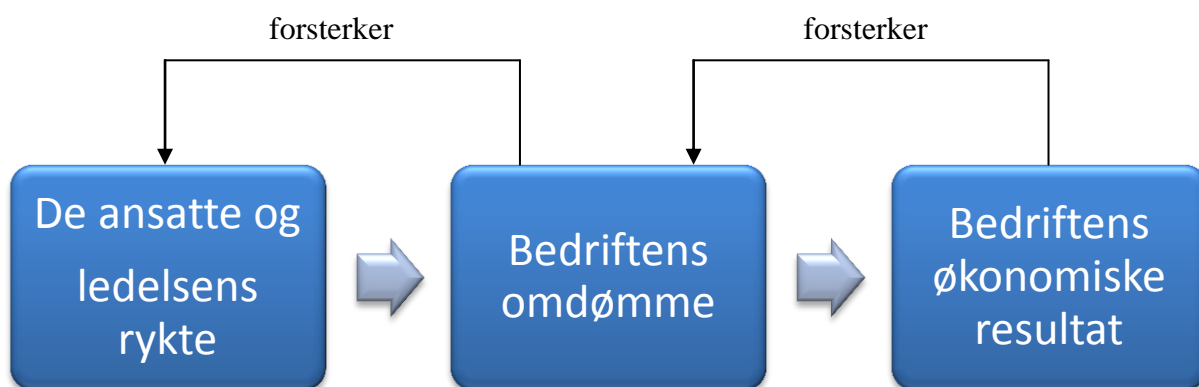 forsterker
forsterker
De ansatte og
ledelsens
rykte
Bedriftens
omdømme
Bedriftens
økonomiske
resultat